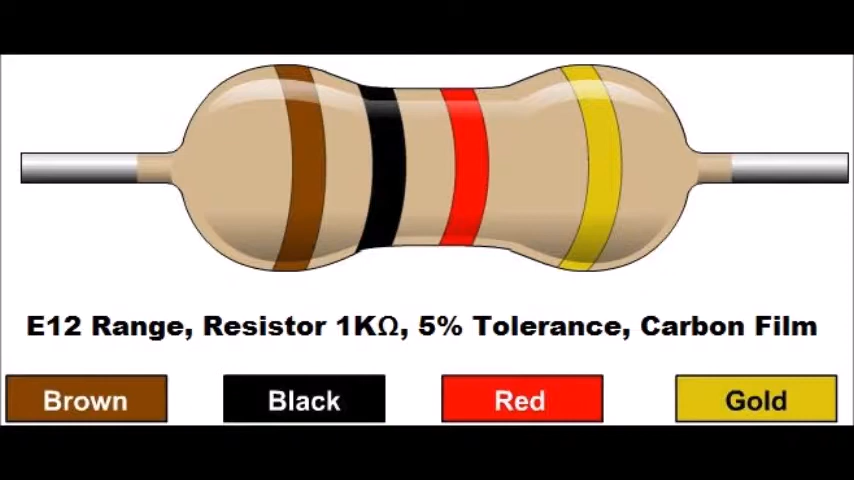 E12 Range, Resistor 1KΩ, 5% Tolerance, Carbon Film
Brown Black Red Gold